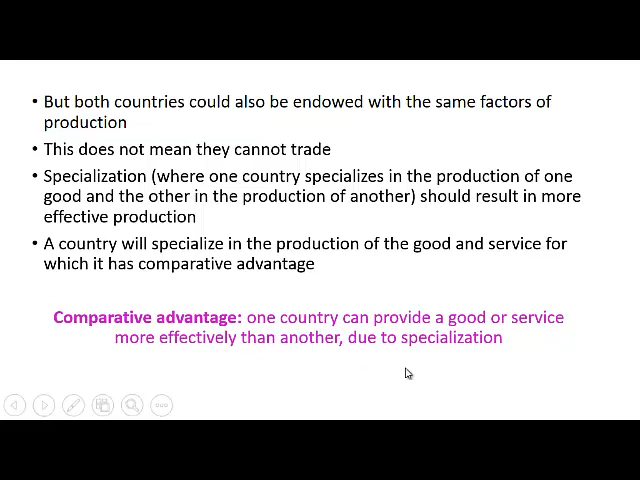 • But both countries could also be endowed with the same factors of
production
• This does not mean they cannot trade
• Specialization (where one country specializes in the production of one
good and the other in the production of another) should result in more
effective production
• A country will specialize in the production of the good and service for
which it has comparative advantage
Comparative advantage: one country can provide a good or service
more effectively than another, due to specialization